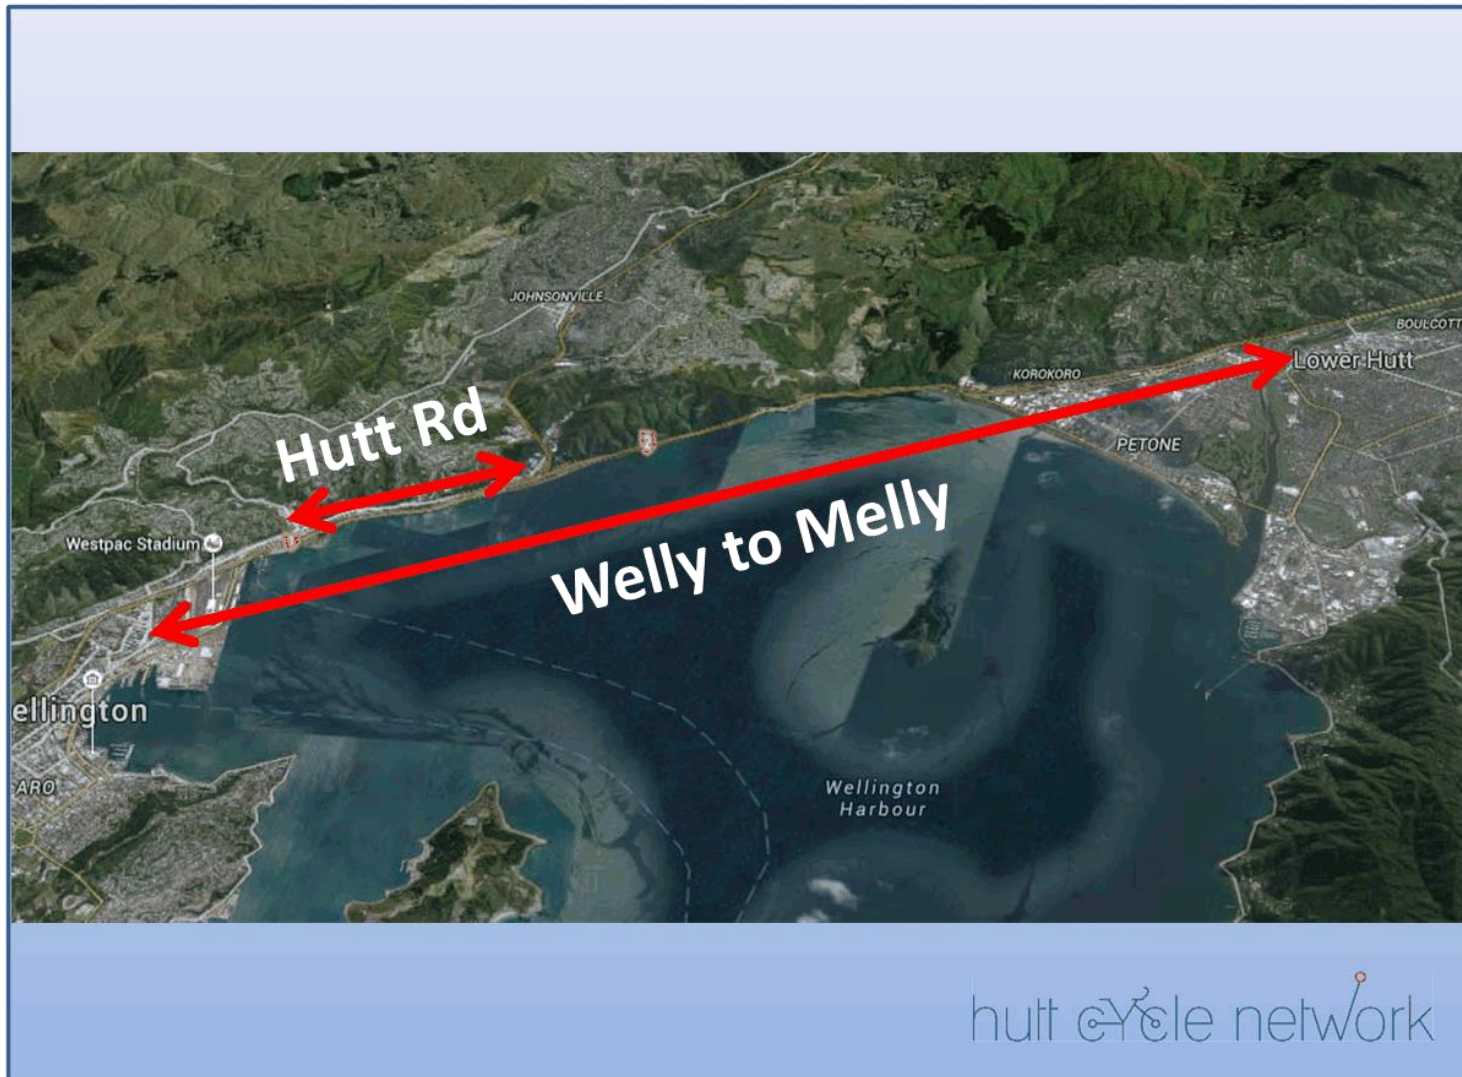 JOHNSONVILLE
BOULCOTT
Lower Hutt
KOROKORO
Hutt Rd
2
PETONE
Westpac Stadium
Welly to Melly
ellington
Wellington
Harbour
ARO
hutt cycle network